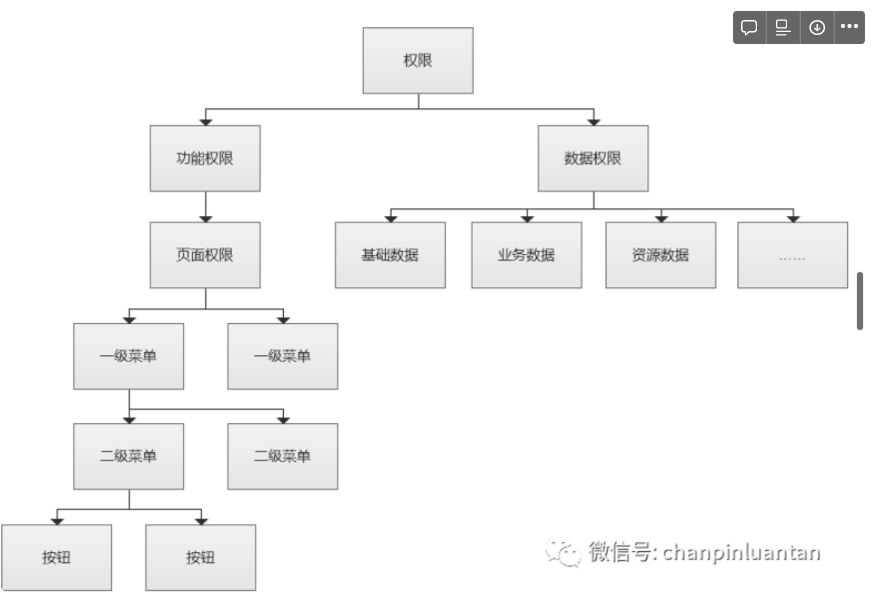 权限
功能权限
数据权限
页面权限
基础数据
业务数据
资源数据
……
一级菜单
一级菜单
二级菜单
二级菜单
按钮
按钮
微信号: chanpinluantan